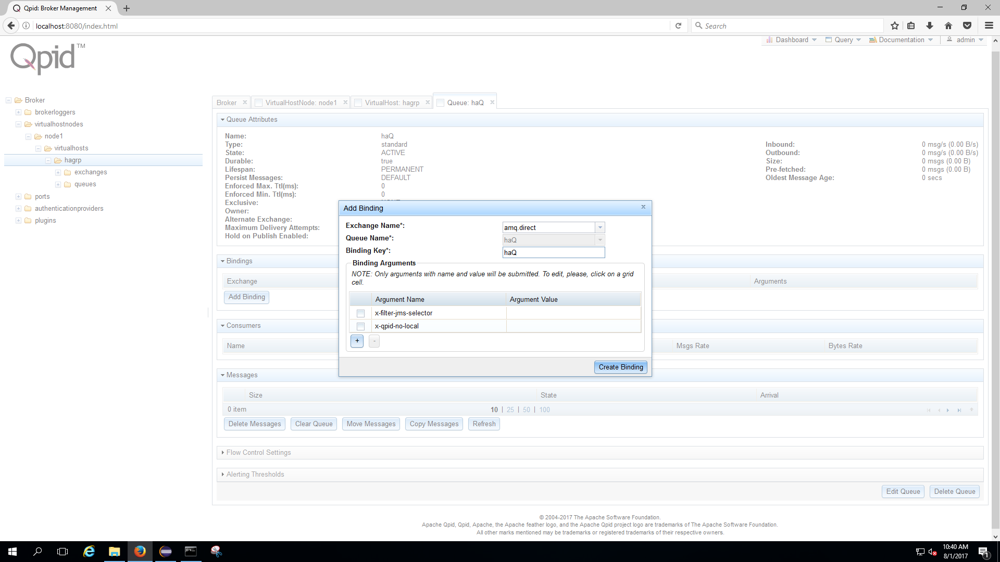 Qpid: Broker Management
localhost:8080/index.html
Search
Qpid TM
Dashboard
Query
Documentation
admin
Broker
brokerloggers
virtualhostnodes
node1
virtualhosts
hagrp
exchanges
queues
ports
authenticationproviders
plugins
Broker x
VirtualHostNode: node1 x
VirtualHost: hagrp x
Queue: haQ x
Queue Attributes
Name: haQ
Type: standard
State: ACTIVE
Durable: true
Lifespan: PERMANENT
Persist Messages: DEFAULT
Enforced Max. Ttl(ms): 0
Enforced Min. Ttl(ms): 0
Exclusive:
Owner:
Alternate Exchange:
Maximum Delivery Attempts:
Hold on Publish Enabled:
Inbound: 0 msg/s (0.00 B/s)
Outbound: 0 msg/s (0.00 B/s)
Size: 0 msgs (0.00 B)
Pre-fetched: 0 msgs (0.00 B)
Oldest Message Age: 0 secs
Add Binding x
Exchange Name*: amq.direct
Queue Name*: haQ
Binding Key*: haQ
Binding Arguments
NOTE: Only arguments with name and value will be submitted. To edit, please, click on a grid
cell.
Argument Name Argument Value
x-filter-jms-selector
x-qpid-no-local
+ -
Create Binding
Bindings
Exchange Arguments
Add Binding
Consumers
Name Msgs Rate Bytes Rate
Messages
Size State Arrival
0 item 10 | 25 | 50 | 100
Delete Messages Clear Queue Move Messages Copy Messages Refresh
Flow Control Settings
Alerting Thresholds
Edit Queue Delete Queue
© 2004-2017 The Apache Software Foundation.
Apache Qpid, Qpid, Apache, the Apache feather logo, and the Apache Qpid project logo are trademarks of The Apache Software Foundation.
All other marks mentioned may be trademarks or registered trademarks of their respective owners.
10:40 AM
8/1/2017
1